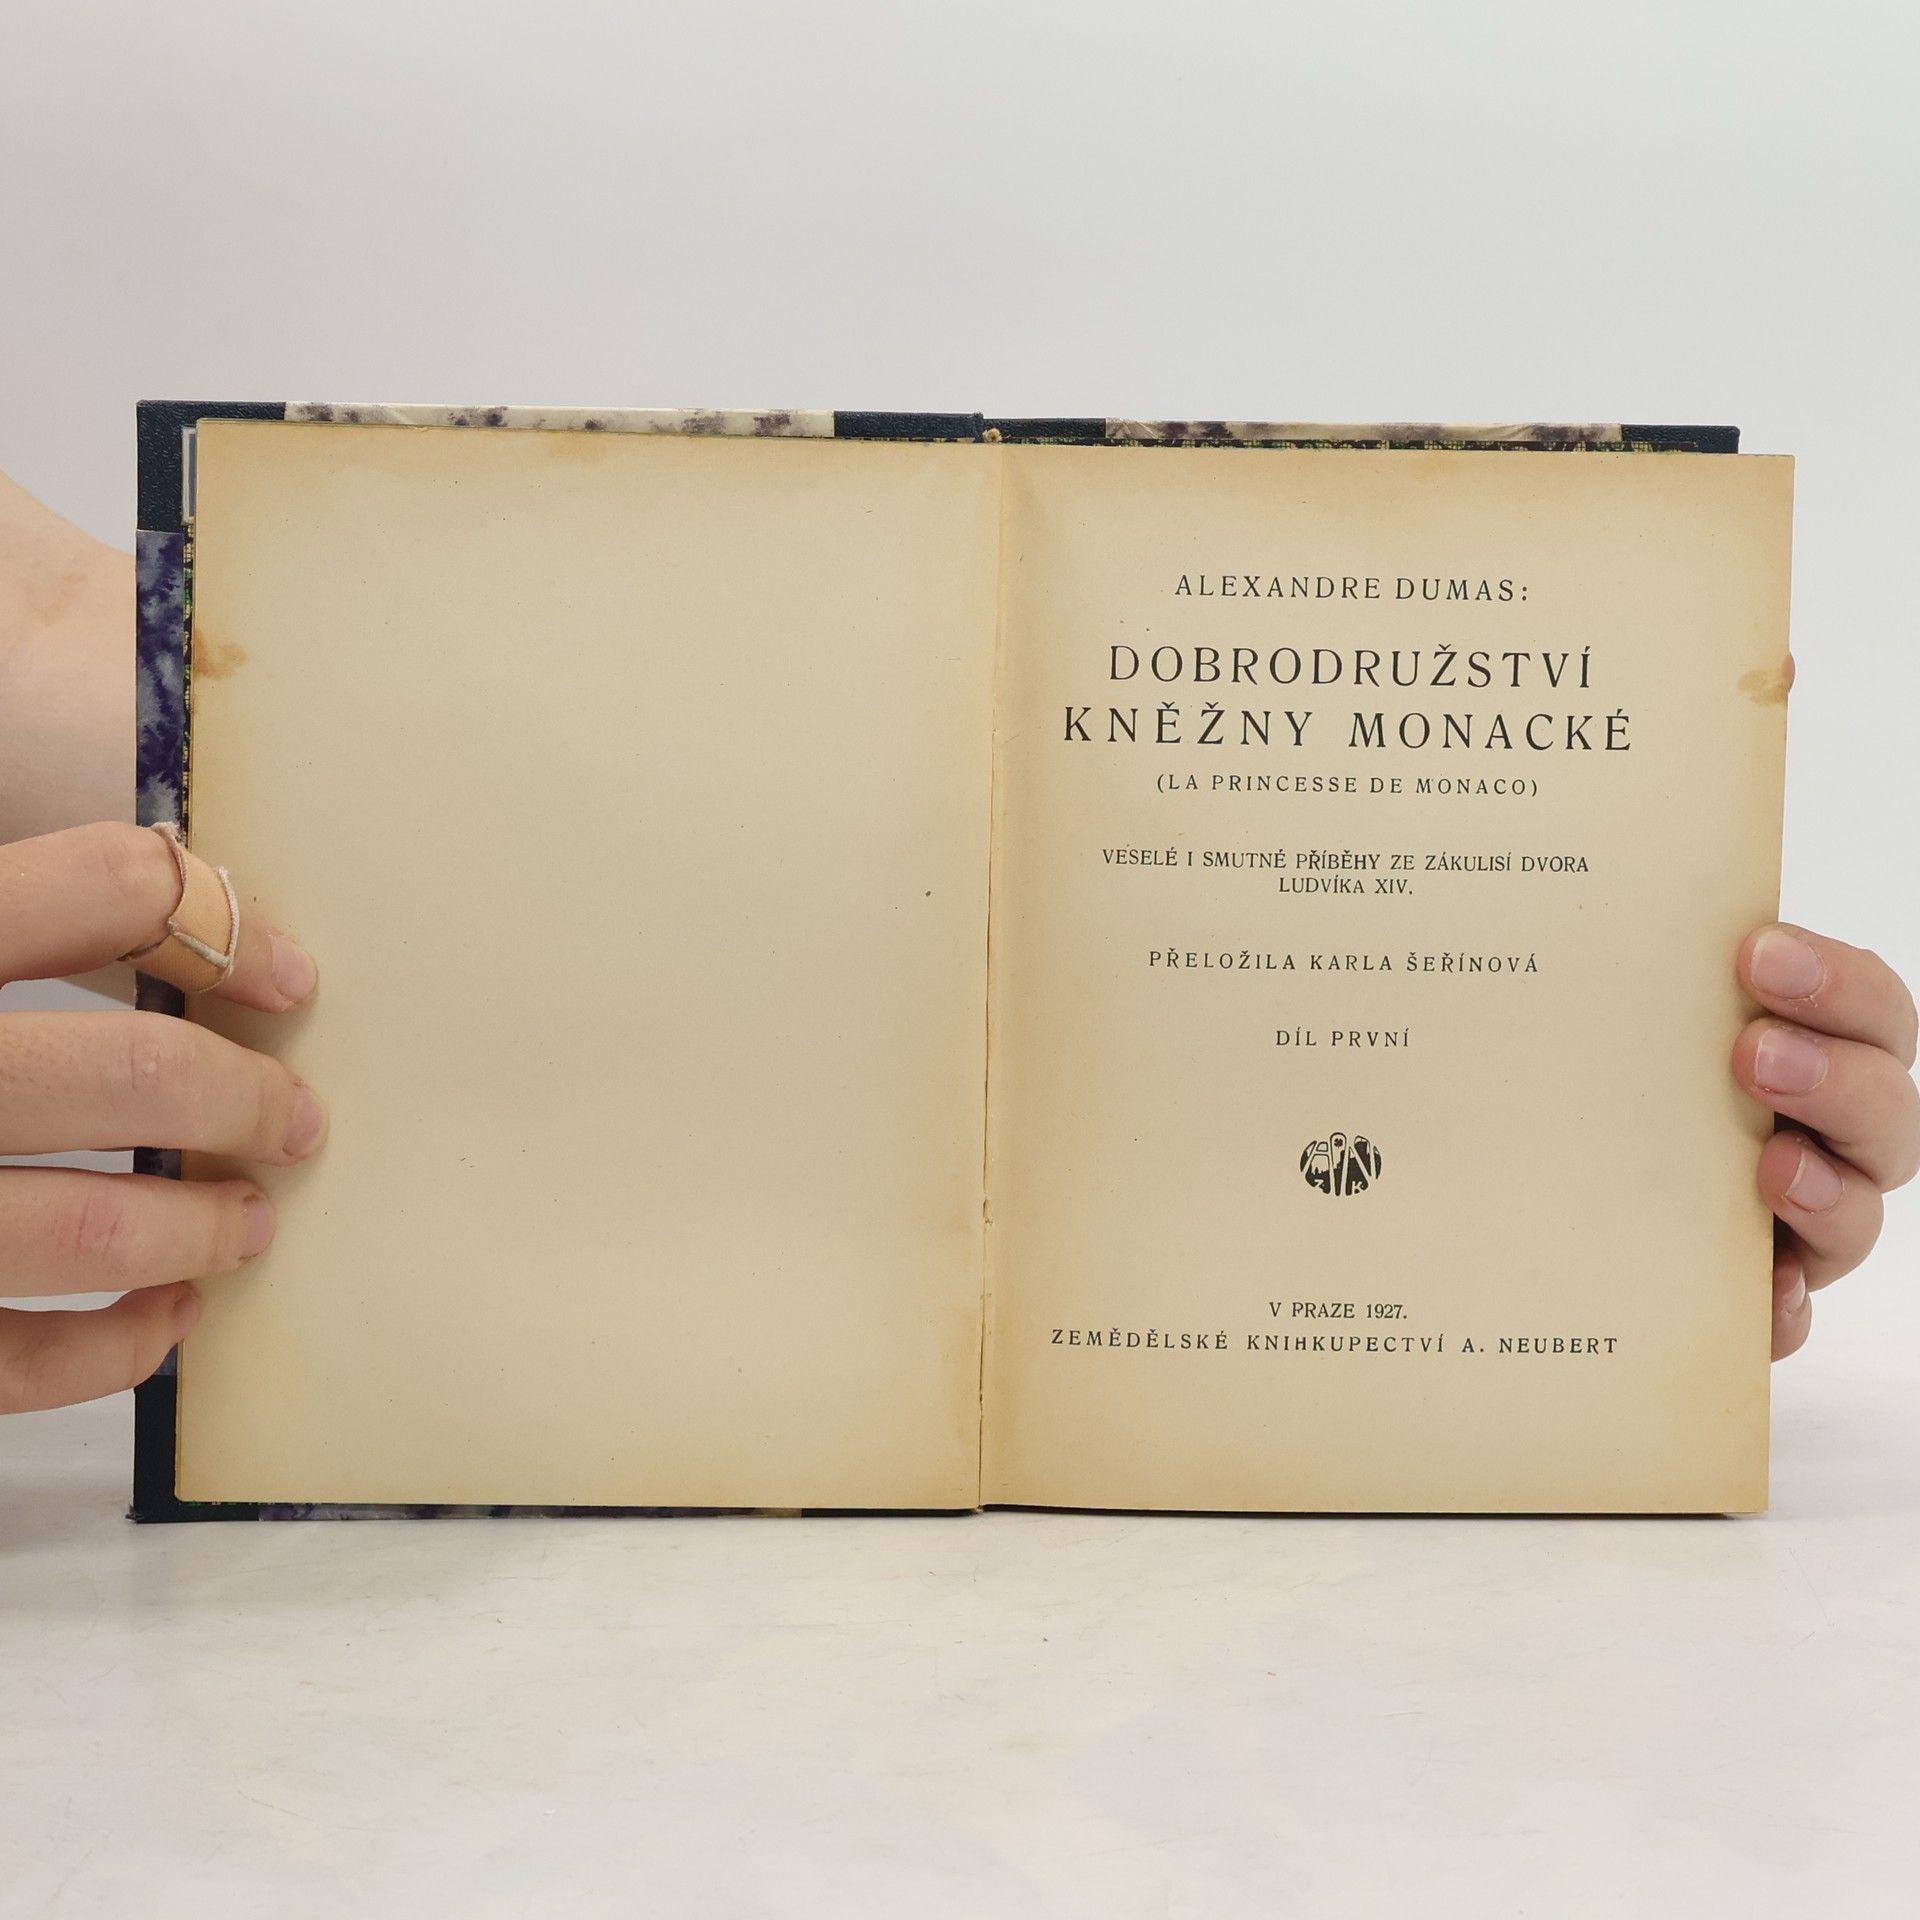 ALEXANDRE DUMAS:
DOBRODRUŽSTVÍ
KNĚŽNY MONACKÉ
(LA PRINCESSE DE MONACO)
VESELÉ I SMUTNÉ PŘÍBĚHY ZE ZÁKULISÍ DVORA
LUDVÍKA XIV.
PŘELOŽILA KARLA ŠEŘÍNOVÁ
DÍL PRVNÍ
V PRAZE 1927.
ZEMĚDĚLSKÉ KNIHKUPECTVÍ A. NEUBERT